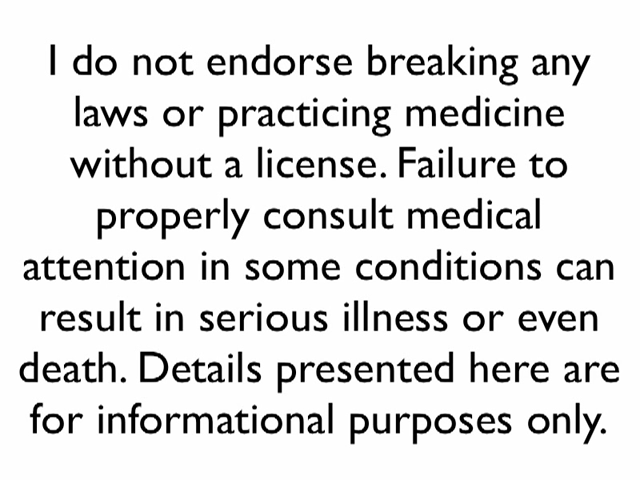 I do not endorse breaking any
laws or practicing medicine
without a license. Failure to
properly consult medical
attention in some conditions can
result in serious illness or even
death. Details presented here are
for informational purposes only.